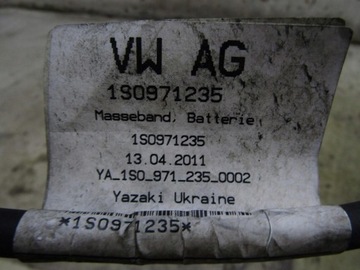 VW AG
1S0971235
Masseband, Batterie
1S0971235
13.04.2011
YA_1S0_971_235_0002
Yazaki Ukraine
*1S0971235*